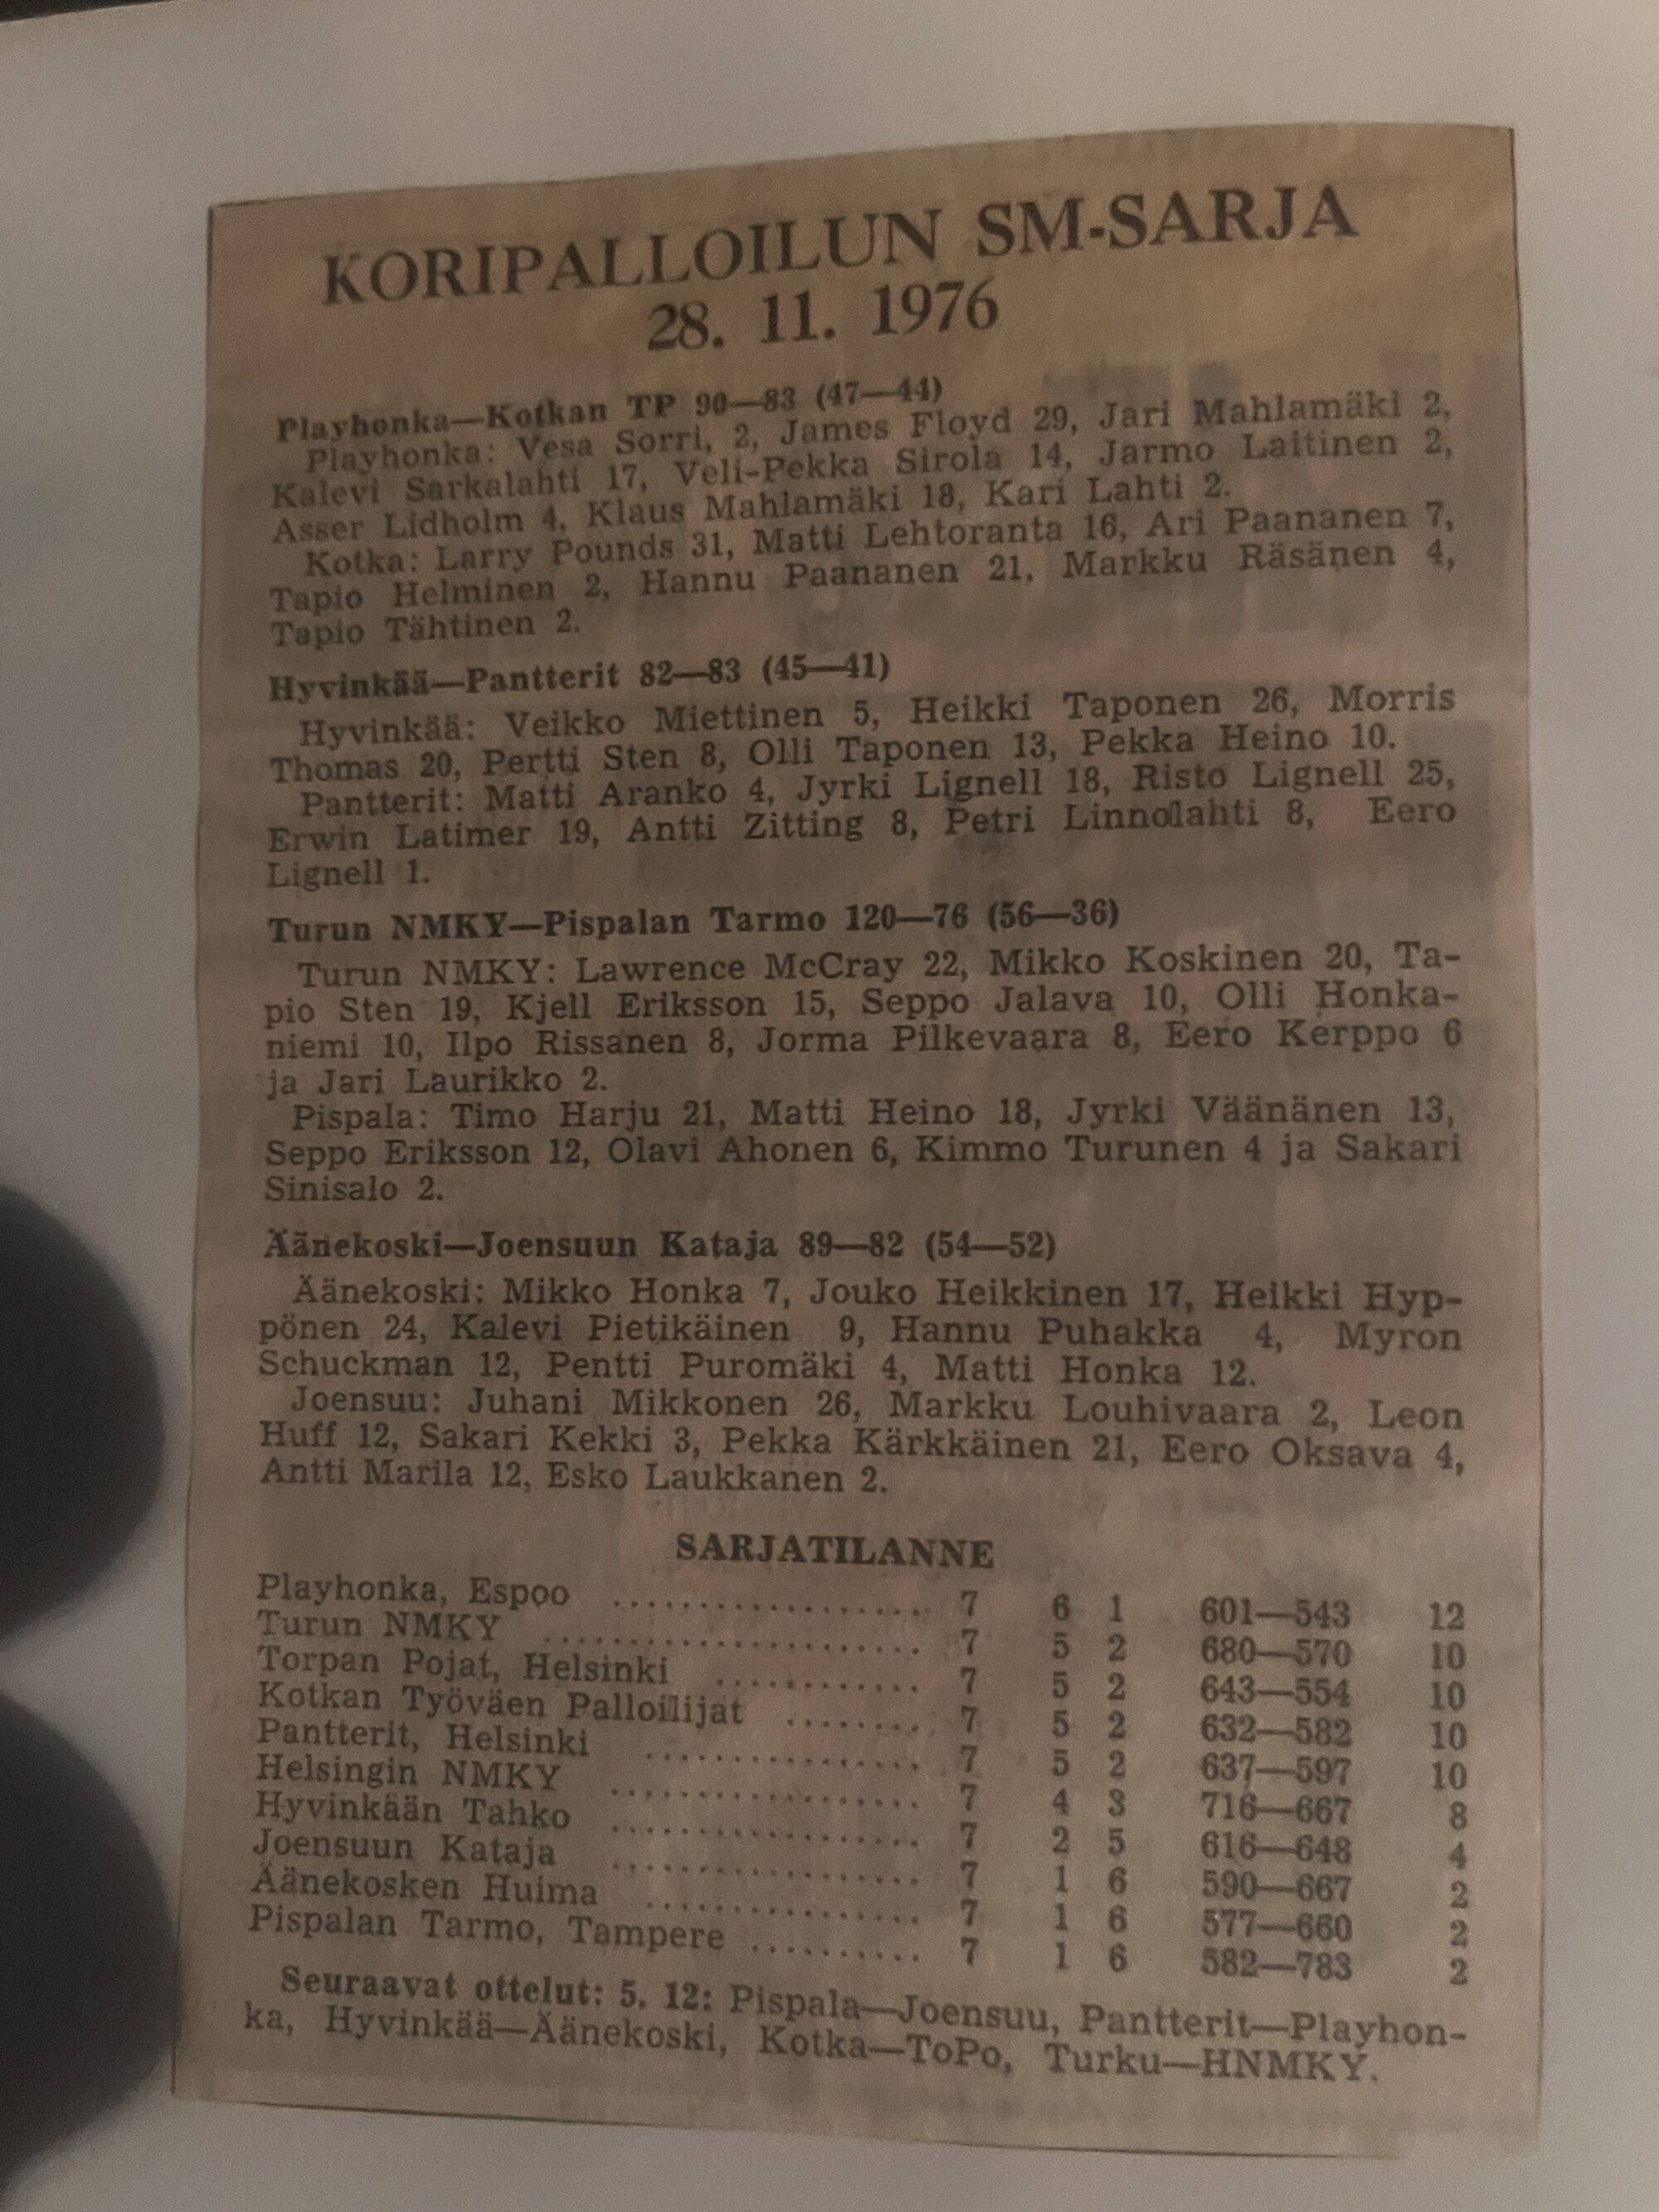 KORIPALLOILUN SM-SARJA
28. 11. 1976
Playhonka—Kotkan TP 90—83 (47—44)
Playhonka: Vesa Sorri, 2, James Floyd 29, Jari Mahlamäki 2,
Kalevi Sarkalahti 17, Veli-Pekka Sirola 14, Jarmo Laitinen 2,
Asser Lidholm 4, Klaus Mahlamäki 18, Kari Lahti 2.
Kotka: Larry Pounds 31, Matti Lehtoranta 16, Ari Paananen 7,
Tapio Helminen 2, Hannu Paananen 21, Markku Räsänen 4,
Tapio Tähtinen 2.
Hyvinkää—Pantterit 82—83 (45—41)
Hyvinkää: Veikko Miettinen 5, Heikki Taponen 26, Morris
Thomas 20, Pertti Sten 8, Olli Taponen 13, Pekka Heino 10.
Pantterit: Matti Aranko 4, Jyrki Lignell 18, Risto Lignell 25,
Erwin Latimer 19, Antti Zitting 8, Petri Linnolahti 8, Eero
Lignell 1.
Turun NMKY—Pispalan Tarmo 120—76 (56—36)
Turun NMKY: Lawrence McCray 22, Mikko Koskinen 20, Ta-
pio Sten 19, Kjell Eriksson 15, Seppo Jalava 10, Olli Honka-
niemi 10, Ilpo Rissanen 8, Jorma Pilkevaara 8, Eero Kerppo 6
ja Jari Laurikko 2.
Pispala: Timo Harju 21, Matti Heino 18, Jyrki Väänänen 13,
Seppo Eriksson 12, Olavi Ahonen 6, Kimmo Turunen 4 ja Sakari
Sinisalo 2.
Äänekoski—Joensuun Kataja 89—82 (54—52)
Äänekoski: Mikko Honka 7, Jouko Heikkinen 17, Heikki Hyp-
pönen 24, Kalevi Pietikäinen 9, Hannu Puhakka 4, Myron
Schuckman 12, Pentti Puromäki 4, Matti Honka 12.
Joensuu: Juhani Mikkonen 26, Markku Louhivaara 2, Leon
Huff 12, Sakari Kekki 3, Pekka Kärkkäinen 21, Eero Oksava 4,
Antti Marila 12, Esko Laukkanen 2.
SARJATILANNE
Playhonka, Espoo .................. 7 6 1 601—543 12
Turun NMKY ...................... 7 5 2 680—570 10
Torpan Pojat, Helsinki ............ 7 5 2 643—554 10
Kotkan Työväen Palloilijat ........ 7 5 2 632—582 10
Pantterit, Helsinki ................ 7 5 2 637—597 10
Helsingin NMKY .................. 7 4 3 716—667 8
Hyvinkään Tahko .................. 7 2 5 616—648 4
Joensuun Kataja .................. 7 1 6 590—667 2
Äänekosken Huima ................ 7 1 6 577—660 2
Pispalan Tarmo, Tampere .......... 7 1 6 582—783 2
Seuraavat ottelut: 5. 12: Pispala—Joensuu, Pantterit—Playhon-
ka, Hyvinkää—Äänekoski, Kotka—ToPo, Turku—HNMKY.